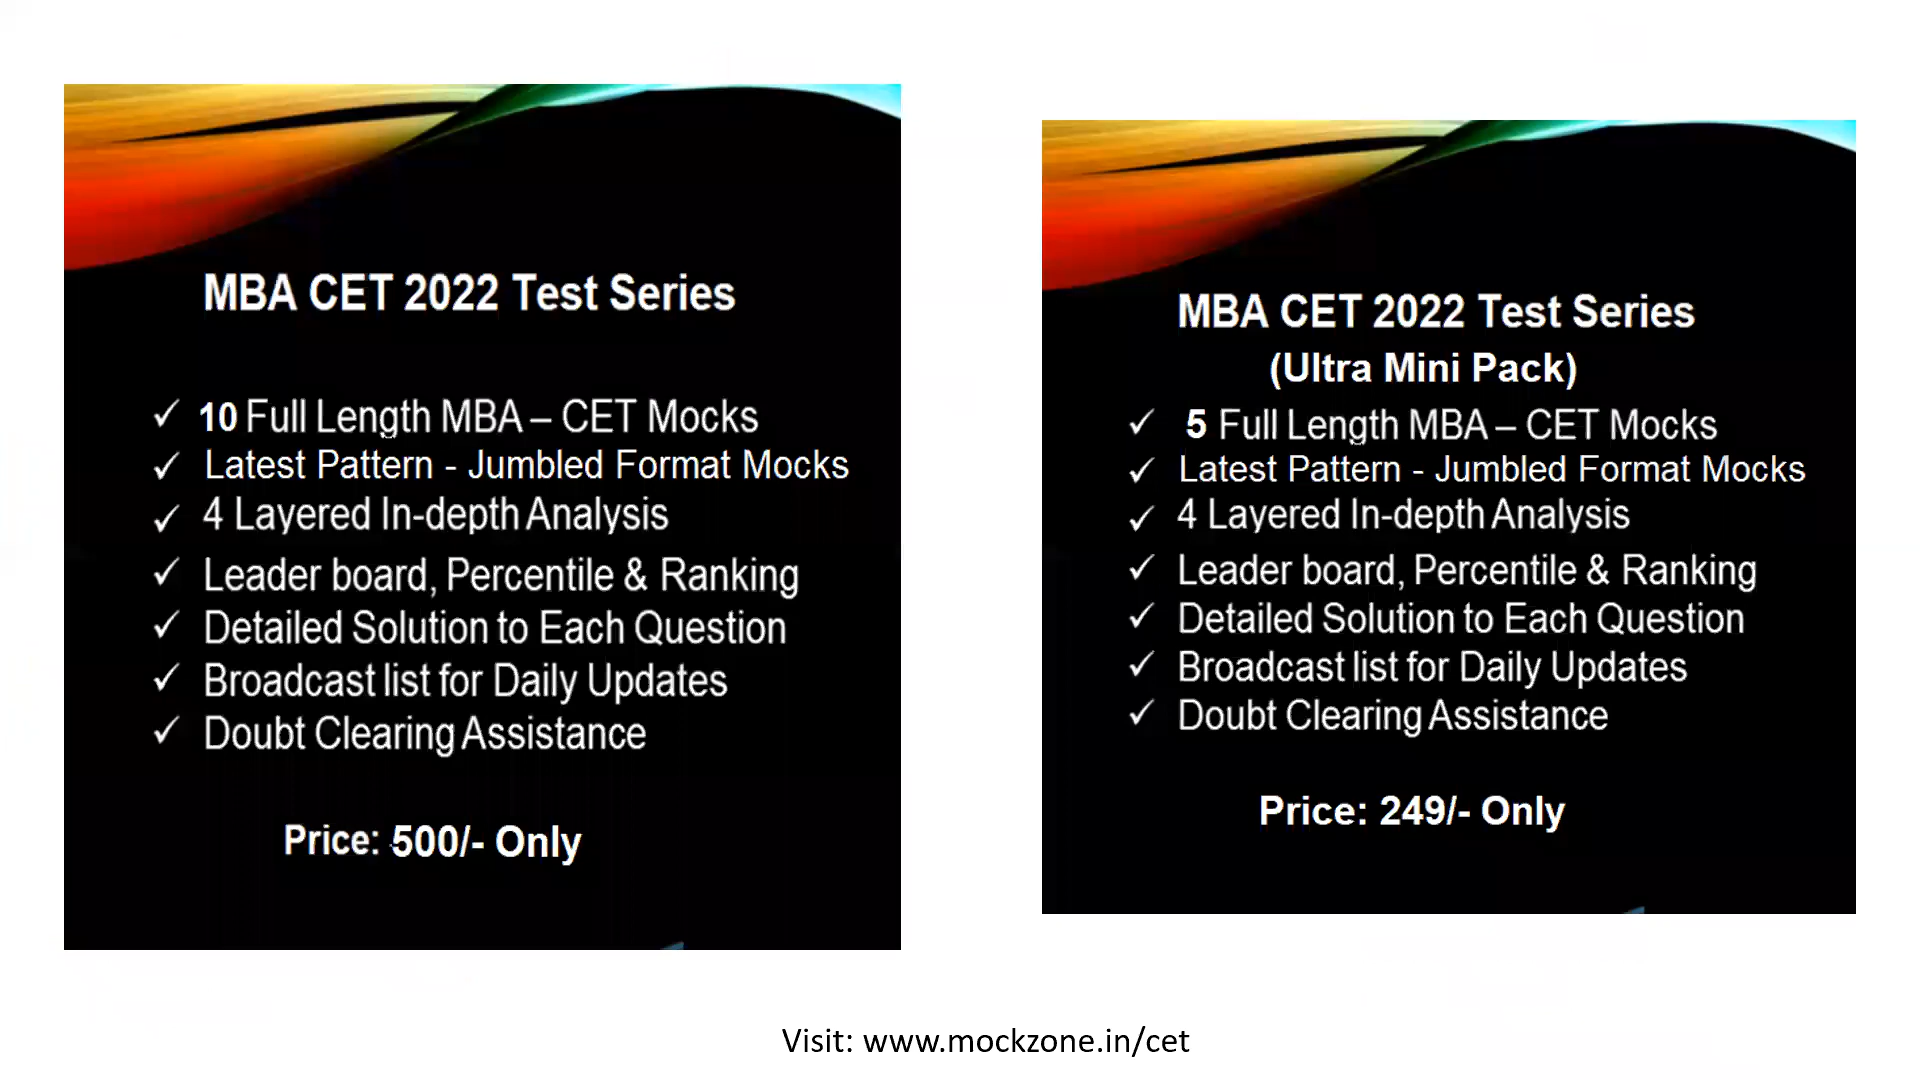 MBA CET 2022 Test Series
✓ 10 Full Length MBA – CET Mocks
✓ Latest Pattern - Jumbled Format Mocks
✓ 4 Layered In-depth Analysis
✓ Leader board, Percentile & Ranking
✓ Detailed Solution to Each Question
✓ Broadcast list for Daily Updates
✓ Doubt Clearing Assistance
Price: 500/- Only
MBA CET 2022 Test Series
(Ultra Mini Pack)
✓ 5 Full Length MBA – CET Mocks
✓ Latest Pattern - Jumbled Format Mocks
✓ 4 Layered In-depth Analysis
✓ Leader board, Percentile & Ranking
✓ Detailed Solution to Each Question
✓ Broadcast list for Daily Updates
✓ Doubt Clearing Assistance
Price: 249/- Only
Visit: www.mockzone.in/cet